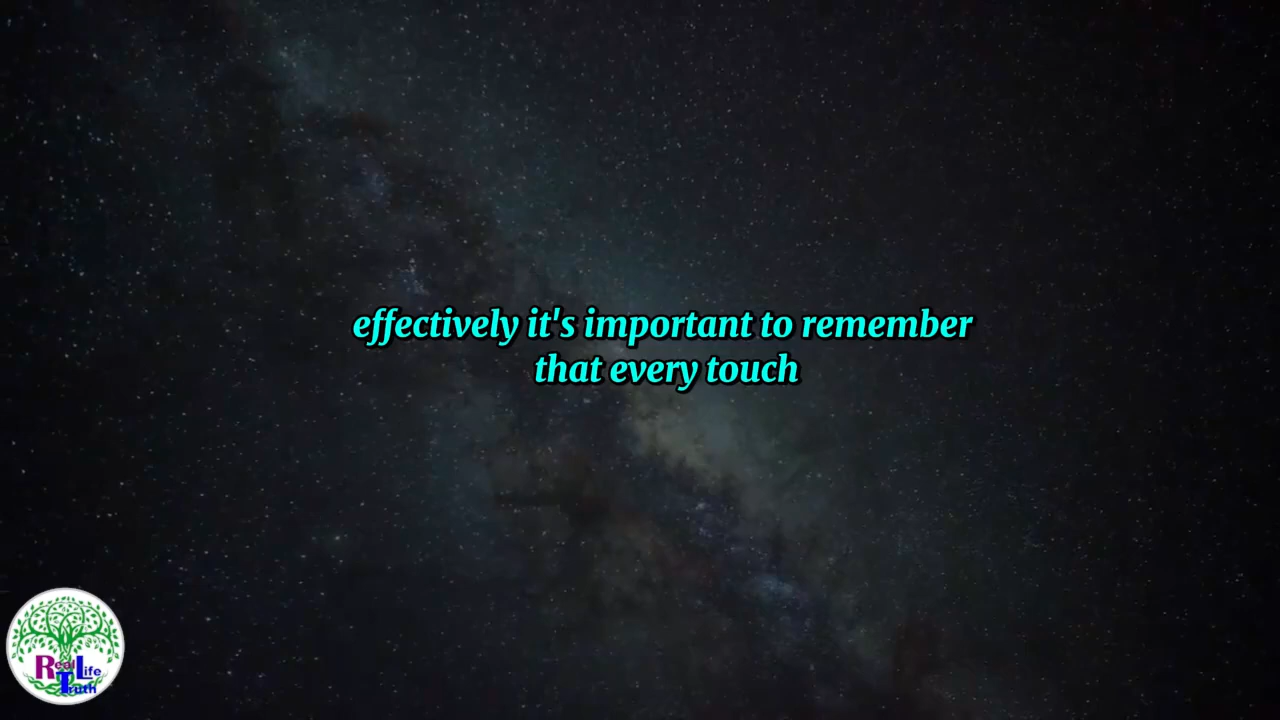 effectively it's important to remember
that every touch
Real Life
Truth